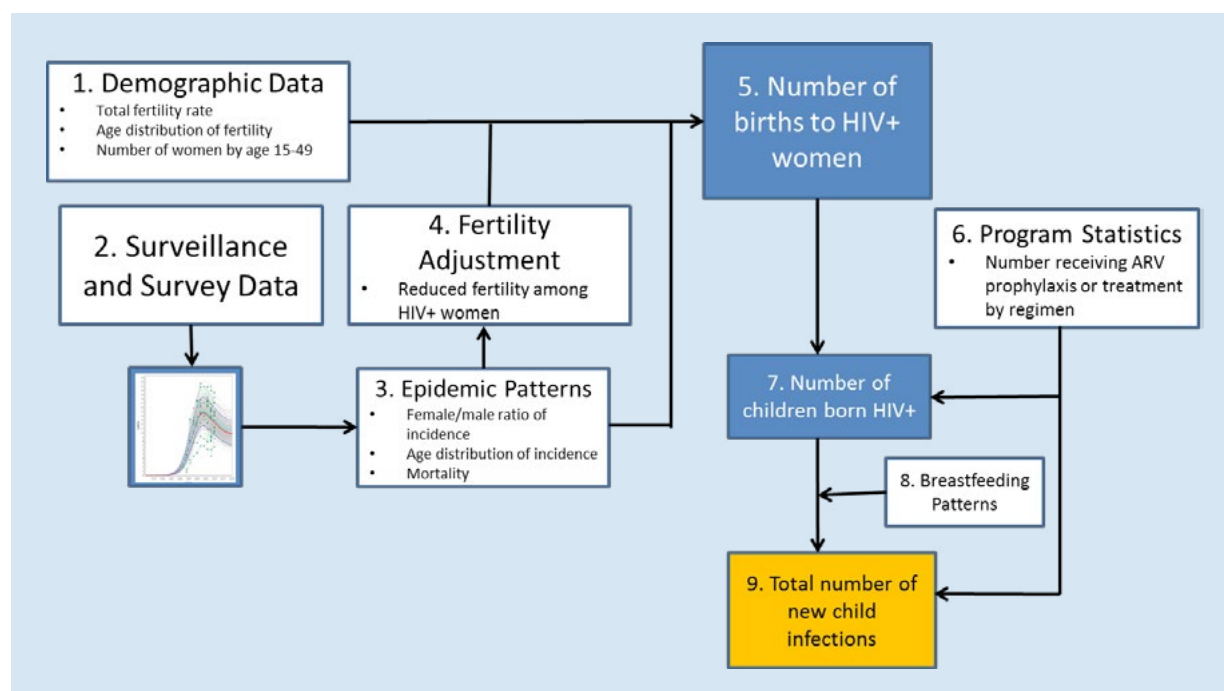 1. Demographic Data
• Total fertility rate
• Age distribution of fertility
• Number of women by age 15-49
2. Surveillance
and Survey Data
3. Epidemic Patterns
• Female/male ratio of
incidence
• Age distribution of incidence
• Mortality
4. Fertility
Adjustment
• Reduced fertility among
HIV+ women
5. Number of
births to HIV+
women
6. Program Statistics
• Number receiving ARV
prophylaxis or treatment
by regimen
7. Number of
children born HIV+
8. Breastfeeding
Patterns
9. Total number of
new child
infections